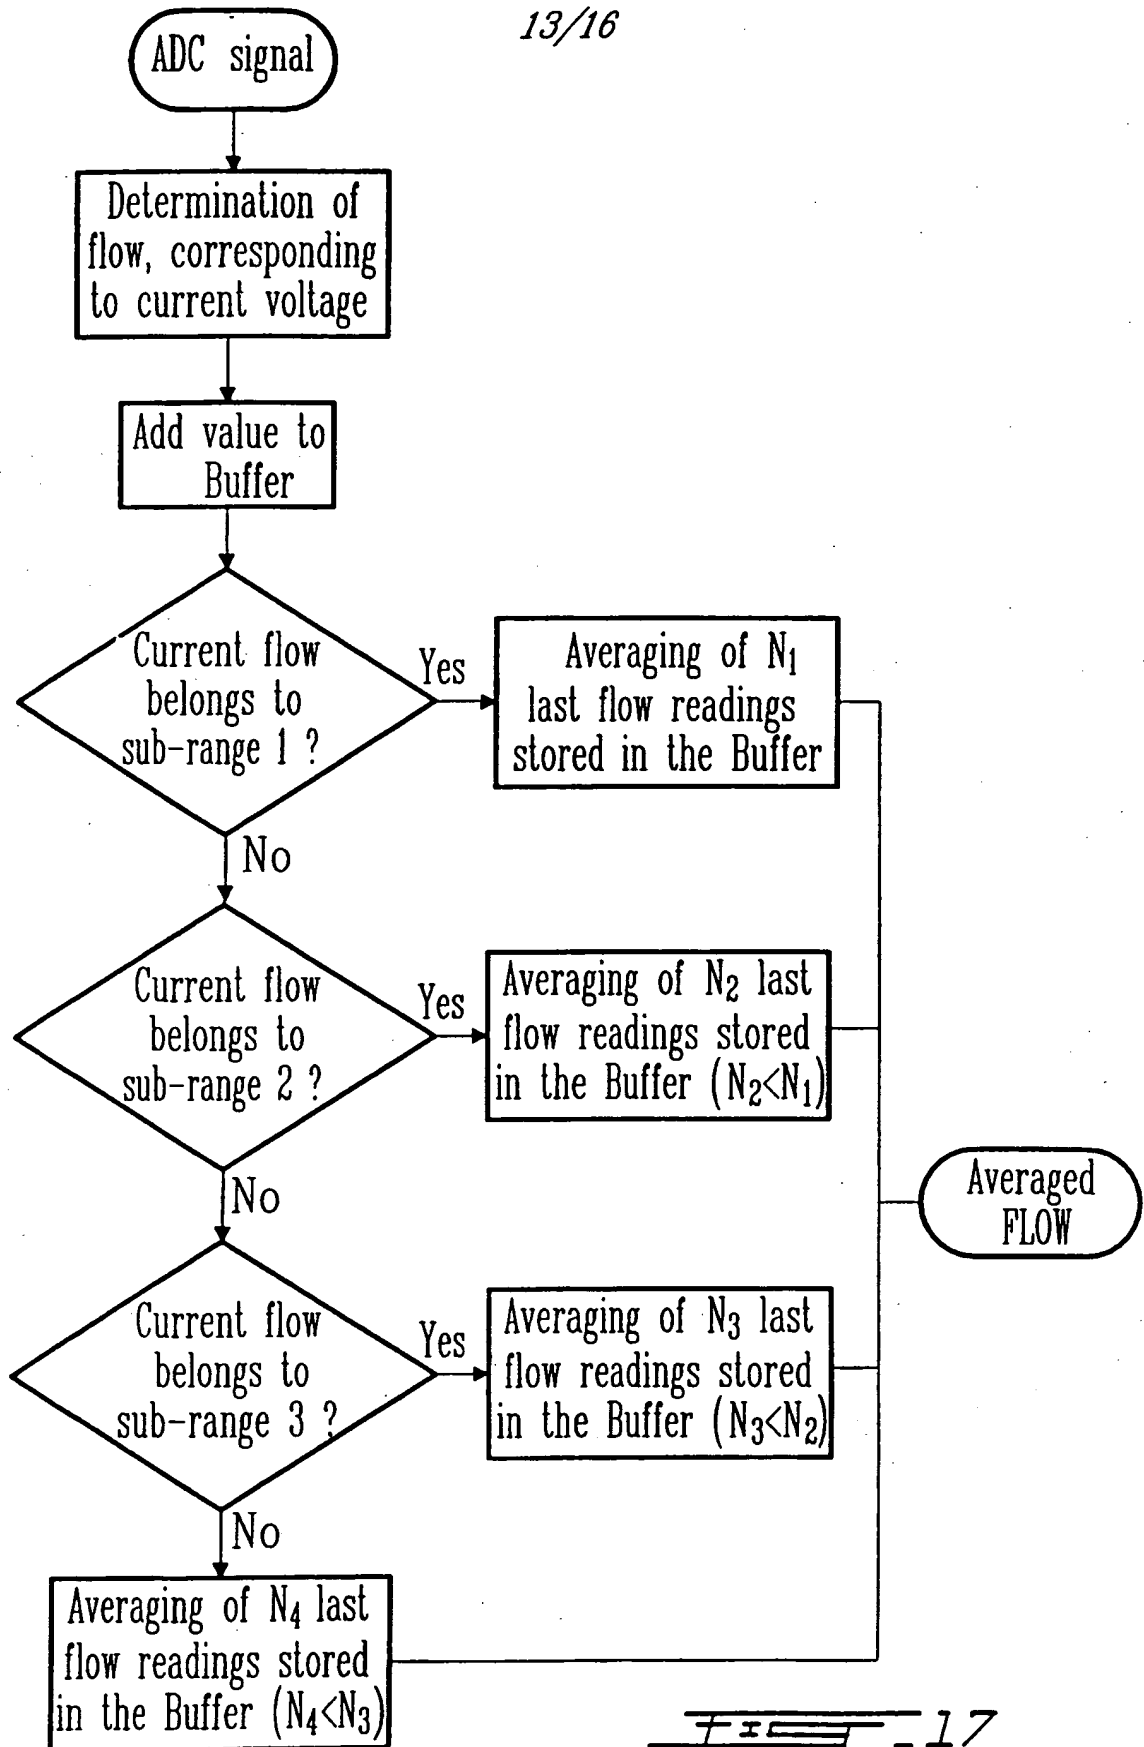 13/16
ADC signal
Determination of
flow, corresponding
to current voltage
Add value to
Buffer
Current flow
belongs to
sub-range 1 ?
Yes
Averaging of N₁
last flow readings
stored in the Buffer
No
Current flow
belongs to
sub-range 2 ?
Yes
Averaging of N₂ last
flow readings stored
in the Buffer (N₂<N₁)
No
Averaged
FLOW
Current flow
belongs to
sub-range 3 ?
Yes
Averaging of N₃ last
flow readings stored
in the Buffer (N₃<N₂)
No
Averaging of N₄ last
flow readings stored
in the Buffer (N₄<N₃)
FIG_17